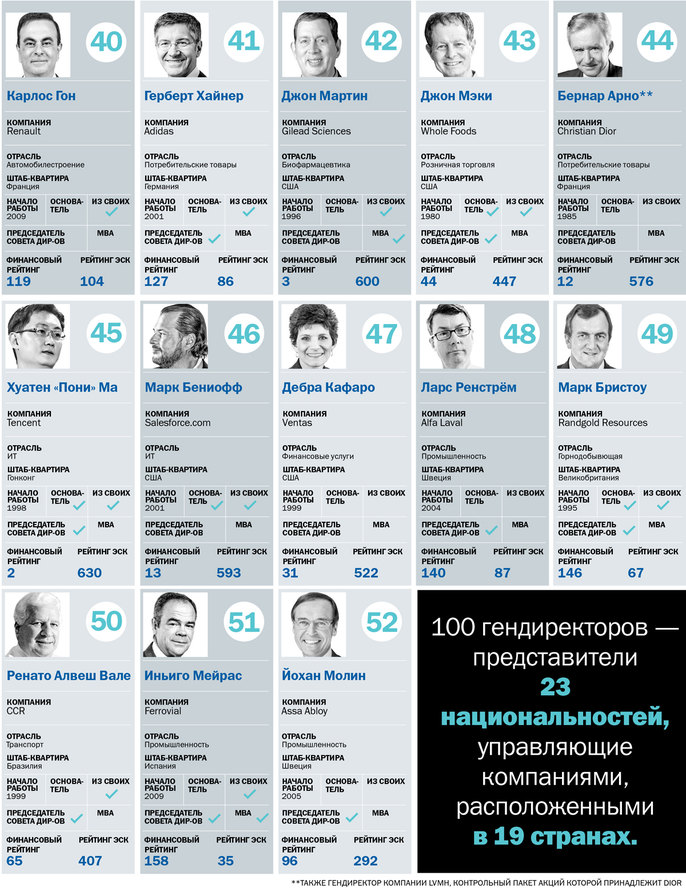 40
Карлос Гон
КОМПАНИЯ
Renault
ОТРАСЛЬ
Автомобилестроение
ШТАБ-КВАРТИРА
Франция
НАЧАЛО РАБОТЫ
2009
ОСНОВА-ТЕЛЬ
ИЗ СВОИХ
ПРЕДСЕДАТЕЛЬ СОВЕТА ДИР-ОВ
MBA
ФИНАНСОВЫЙ РЕЙТИНГ
119
РЕЙТИНГ ЭСК
104
41
Герберт Хайнер
КОМПАНИЯ
Adidas
ОТРАСЛЬ
Потребительские товары
ШТАБ-КВАРТИРА
Германия
НАЧАЛО РАБОТЫ
2001
ОСНОВА-ТЕЛЬ
ИЗ СВОИХ
ПРЕДСЕДАТЕЛЬ СОВЕТА ДИР-ОВ
MBA
ФИНАНСОВЫЙ РЕЙТИНГ
127
РЕЙТИНГ ЭСК
86
42
Джон Мартин
КОМПАНИЯ
Gilead Sciences
ОТРАСЛЬ
Биофармацевтика
ШТАБ-КВАРТИРА
США
НАЧАЛО РАБОТЫ
1996
ОСНОВА-ТЕЛЬ
ИЗ СВОИХ
ПРЕДСЕДАТЕЛЬ СОВЕТА ДИР-ОВ
MBA
ФИНАНСОВЫЙ РЕЙТИНГ
3
РЕЙТИНГ ЭСК
600
43
Джон Мэки
КОМПАНИЯ
Whole Foods
ОТРАСЛЬ
Розничная торговля
ШТАБ-КВАРТИРА
США
НАЧАЛО РАБОТЫ
1980
ОСНОВА-ТЕЛЬ
ИЗ СВОИХ
ПРЕДСЕДАТЕЛЬ СОВЕТА ДИР-ОВ
MBA
ФИНАНСОВЫЙ РЕЙТИНГ
44
РЕЙТИНГ ЭСК
447
44
Бернар Арно**
КОМПАНИЯ
Christian Dior
ОТРАСЛЬ
Потребительские товары
ШТАБ-КВАРТИРА
Франция
НАЧАЛО РАБОТЫ
1985
ОСНОВА-ТЕЛЬ
ИЗ СВОИХ
ПРЕДСЕДАТЕЛЬ СОВЕТА ДИР-ОВ
MBA
ФИНАНСОВЫЙ РЕЙТИНГ
12
РЕЙТИНГ ЭСК
576
45
Хуатен «Пони» Ма
КОМПАНИЯ
Tencent
ОТРАСЛЬ
ИТ
ШТАБ-КВАРТИРА
Гонконг
НАЧАЛО РАБОТЫ
1998
ОСНОВА-ТЕЛЬ
ИЗ СВОИХ
ПРЕДСЕДАТЕЛЬ СОВЕТА ДИР-ОВ
MBA
ФИНАНСОВЫЙ РЕЙТИНГ
2
РЕЙТИНГ ЭСК
630
46
Марк Бениофф
КОМПАНИЯ
Salesforce.com
ОТРАСЛЬ
ИТ
ШТАБ-КВАРТИРА
США
НАЧАЛО РАБОТЫ
2001
ОСНОВА-ТЕЛЬ
ИЗ СВОИХ
ПРЕДСЕДАТЕЛЬ СОВЕТА ДИР-ОВ
MBA
ФИНАНСОВЫЙ РЕЙТИНГ
13
РЕЙТИНГ ЭСК
593
47
Дебра Кафаро
КОМПАНИЯ
Ventas
ОТРАСЛЬ
Финансовые услуги
ШТАБ-КВАРТИРА
США
НАЧАЛО РАБОТЫ
1999
ОСНОВА-ТЕЛЬ
ИЗ СВОИХ
ПРЕДСЕДАТЕЛЬ СОВЕТА ДИР-ОВ
MBA
ФИНАНСОВЫЙ РЕЙТИНГ
31
РЕЙТИНГ ЭСК
522
48
Ларс Ренстрём
КОМПАНИЯ
Alfa Laval
ОТРАСЛЬ
Промышленность
ШТАБ-КВАРТИРА
Швеция
НАЧАЛО РАБОТЫ
2004
ОСНОВА-ТЕЛЬ
ИЗ СВОИХ
ПРЕДСЕДАТЕЛЬ СОВЕТА ДИР-ОВ
MBA
ФИНАНСОВЫЙ РЕЙТИНГ
140
РЕЙТИНГ ЭСК
87
49
Марк Бристоу
КОМПАНИЯ
Randgold Resources
ОТРАСЛЬ
Горнодобывающая
ШТАБ-КВАРТИРА
Великобритания
НАЧАЛО РАБОТЫ
1995
ОСНОВА-ТЕЛЬ
ИЗ СВОИХ
ПРЕДСЕДАТЕЛЬ СОВЕТА ДИР-ОВ
MBA
ФИНАНСОВЫЙ РЕЙТИНГ
146
РЕЙТИНГ ЭСК
67
50
Ренато Алвеш Вале
КОМПАНИЯ
CCR
ОТРАСЛЬ
Транспорт
ШТАБ-КВАРТИРА
Бразилия
НАЧАЛО РАБОТЫ
1999
ОСНОВА-ТЕЛЬ
ИЗ СВОИХ
ПРЕДСЕДАТЕЛЬ СОВЕТА ДИР-ОВ
MBA
ФИНАНСОВЫЙ РЕЙТИНГ
65
РЕЙТИНГ ЭСК
407
51
Иньиго Мейрас
КОМПАНИЯ
Ferrovial
ОТРАСЛЬ
Промышленность
ШТАБ-КВАРТИРА
Испания
НАЧАЛО РАБОТЫ
2009
ОСНОВА-ТЕЛЬ
ИЗ СВОИХ
ПРЕДСЕДАТЕЛЬ СОВЕТА ДИР-ОВ
MBA
ФИНАНСОВЫЙ РЕЙТИНГ
158
РЕЙТИНГ ЭСК
35
52
Йохан Молин
КОМПАНИЯ
Assa Abloy
ОТРАСЛЬ
Промышленность
ШТАБ-КВАРТИРА
Швеция
НАЧАЛО РАБОТЫ
2005
ОСНОВА-ТЕЛЬ
ИЗ СВОИХ
ПРЕДСЕДАТЕЛЬ СОВЕТА ДИР-ОВ
MBA
ФИНАНСОВЫЙ РЕЙТИНГ
96
РЕЙТИНГ ЭСК
292
100 гендиректоров —
представители
23
национальностей,
управляющие
компаниями,
расположенными
в 19 странах.
**ТАКЖЕ ГЕНДИРЕКТОР КОМПАНИИ LVMH, КОНТРОЛЬНЫЙ ПАКЕТ АКЦИЙ КОТОРОЙ ПРИНАДЛЕЖИТ DIOR